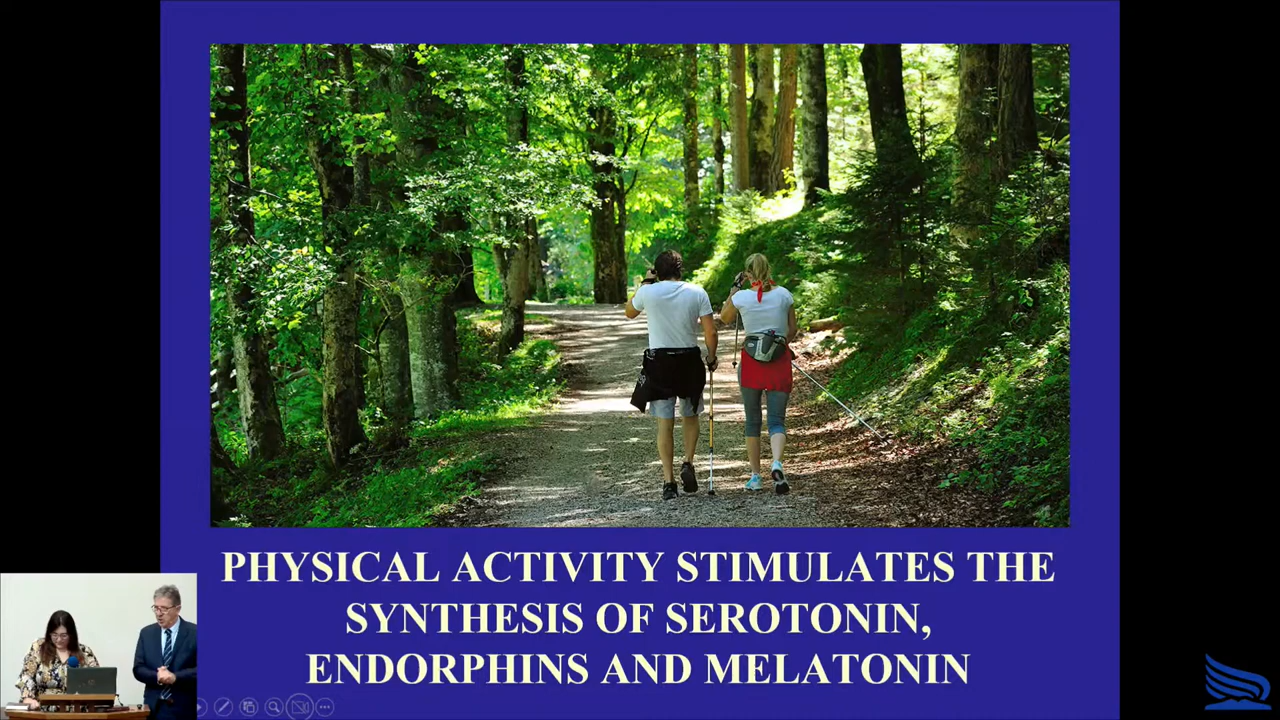 PHYSICAL ACTIVITY STIMULATES THE
SYNTHESIS OF SEROTONIN,
ENDORPHINS AND MELATONIN